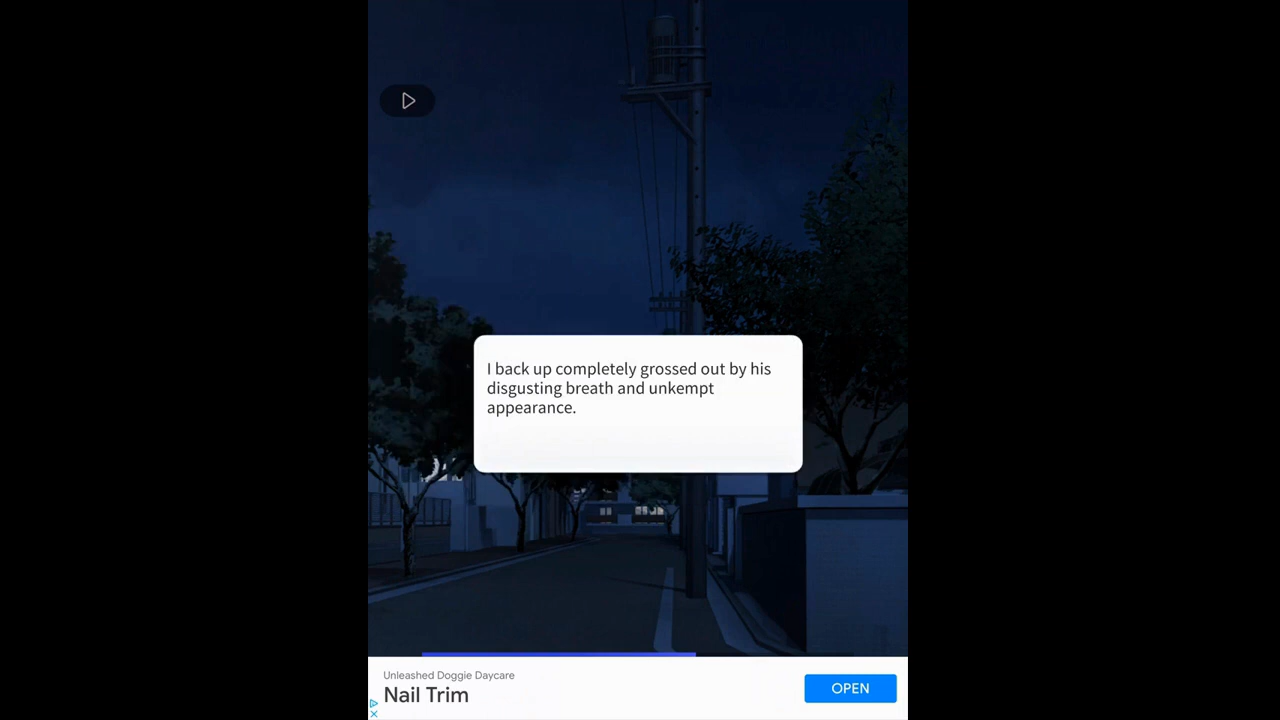 I back up completely grossed out by his
disgusting breath and unkempt
appearance.
Unleashed Doggie Daycare
Nail Trim
OPEN